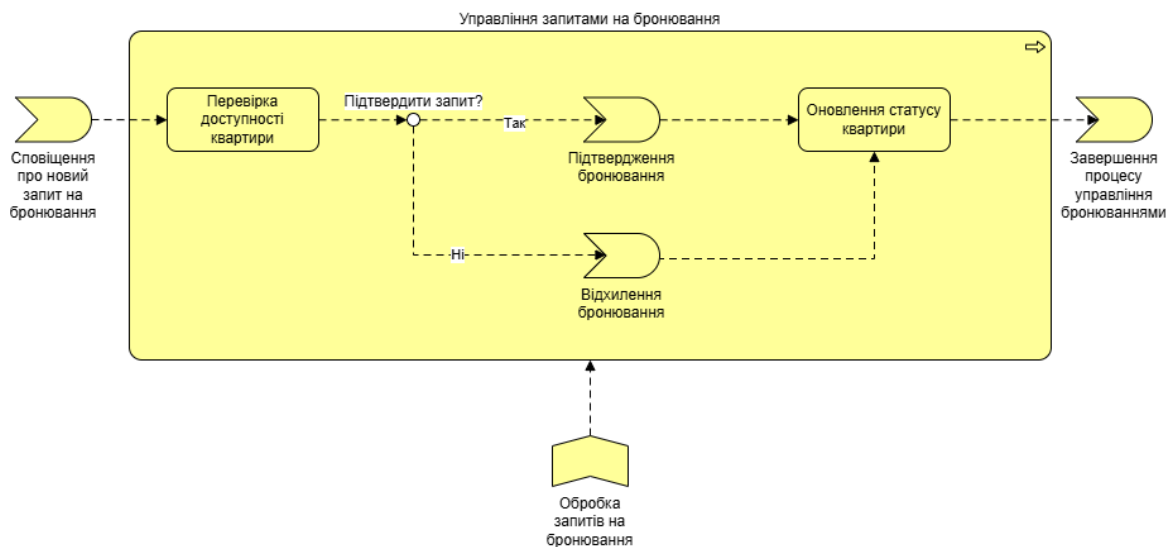 Управління запитами на бронювання
Сповіщення
про новий
запит на
бронювання
Перевірка
доступності
квартири
Підтвердити запит?
Так
Ні
Підтвердження
бронювання
Відхилення
бронювання
Оновлення статусу
квартири
Завершення
процесу
управління
бронюваннями
Обробка
запитів на
бронювання